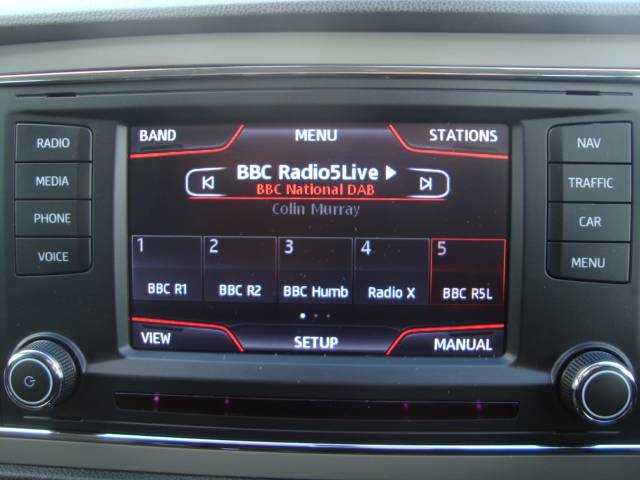 RADIO
MEDIA
PHONE
VOICE
BAND MENU STATIONS
BBC Radio5Live
BBC National DAB
Colin Murray
1 2 3 4 5
BBC R1 BBC R2 BBC Humb Radio X BBC R5L
VIEW SETUP MANUAL
NAV
TRAFFIC
CAR
MENU